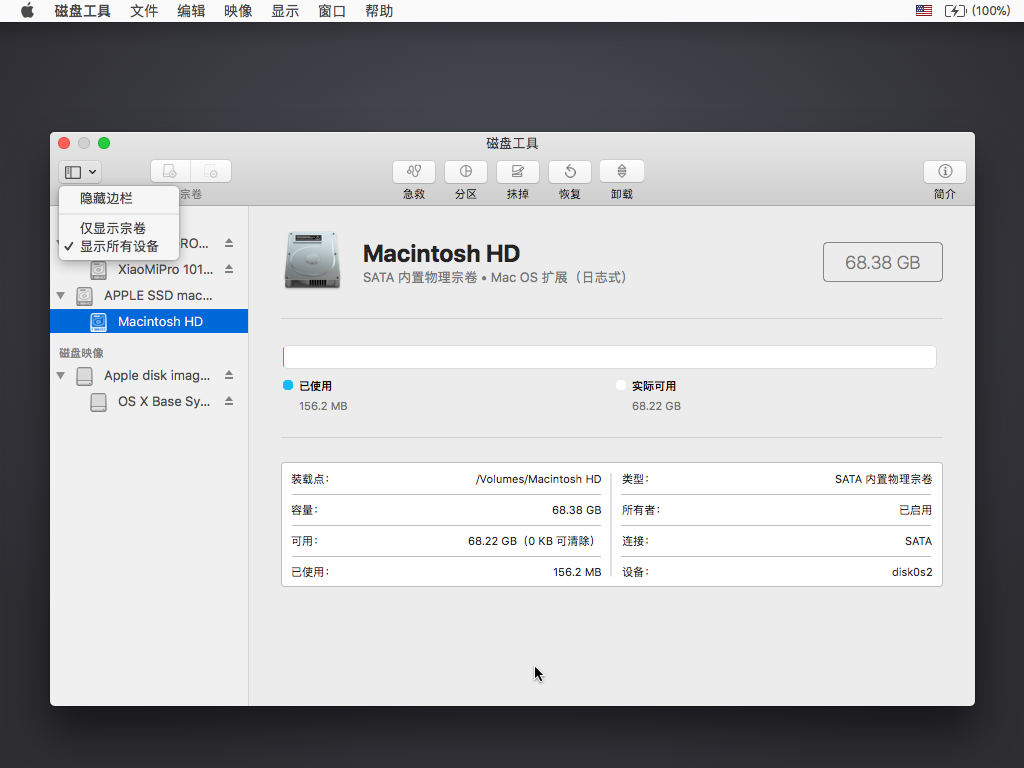 磁盘工具 文件 编辑 映像 显示 窗口 帮助 (100%)
磁盘工具
宗卷 急救 分区 抹掉 恢复 卸载 简介
隐藏边栏
仅显示宗卷
✓ 显示所有设备
RO...
XiaoMiPro 101...
APPLE SSD mac...
Macintosh HD
磁盘映像
Apple disk imag...
OS X Base Sy...
Macintosh HD
SATA 内置物理宗卷 • Mac OS 扩展（日志式）
68.38 GB
已使用
156.2 MB
实际可用
68.22 GB
装载点： /Volumes/Macintosh HD
容量： 68.38 GB
可用： 68.22 GB（0 KB 可清除）
已使用： 156.2 MB
类型： SATA 内置物理宗卷
所有者： 已启用
连接： SATA
设备： disk0s2